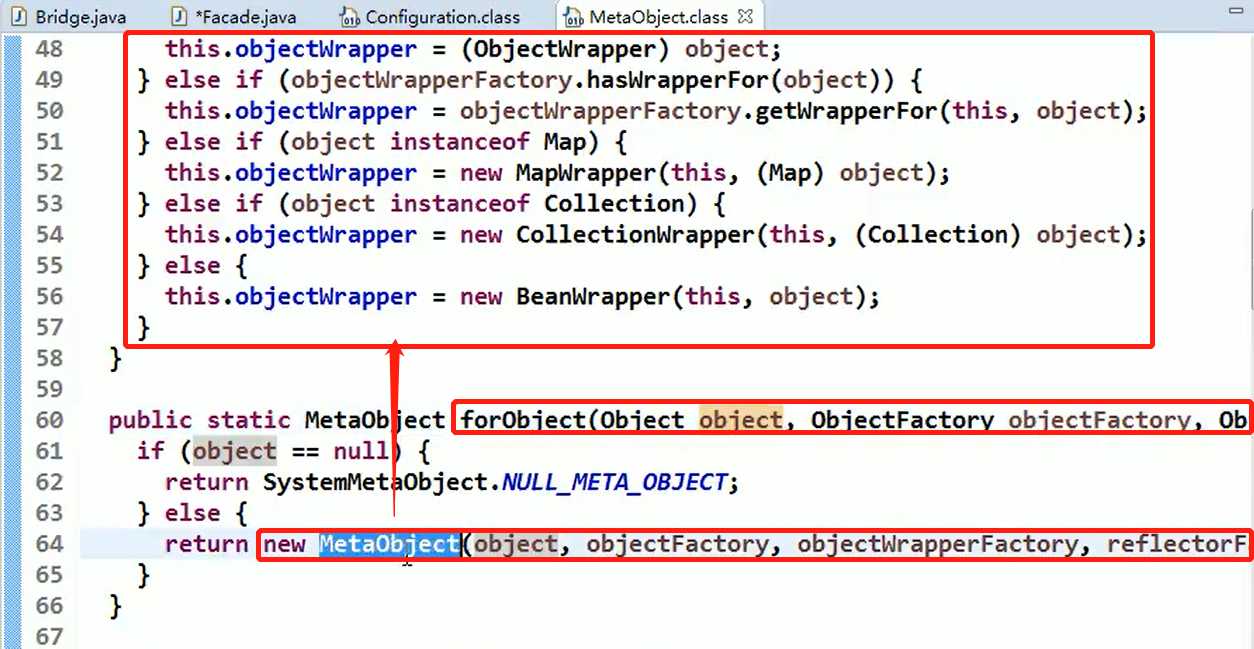 Bridge.java *Facade.java Configuration.class MetaObject.class
48 this.objectWrapper = (ObjectWrapper) object;
49 } else if (objectWrapperFactory.hasWrapperFor(object)) {
50 this.objectWrapper = objectWrapperFactory.getWrapperFor(this, object);
51 } else if (object instanceof Map) {
52 this.objectWrapper = new MapWrapper(this, (Map) object);
53 } else if (object instanceof Collection) {
54 this.objectWrapper = new CollectionWrapper(this, (Collection) object);
55 } else {
56 this.objectWrapper = new BeanWrapper(this, object);
57 }
58 }
59
60 public static MetaObject forObject(Object object, ObjectFactory objectFactory, Ob
61 if (object == null) {
62 return SystemMetaObject.NULL_META_OBJECT;
63 } else {
64 return new MetaObject(object, objectFactory, objectWrapperFactory, reflectorF
65 }
66 }
67